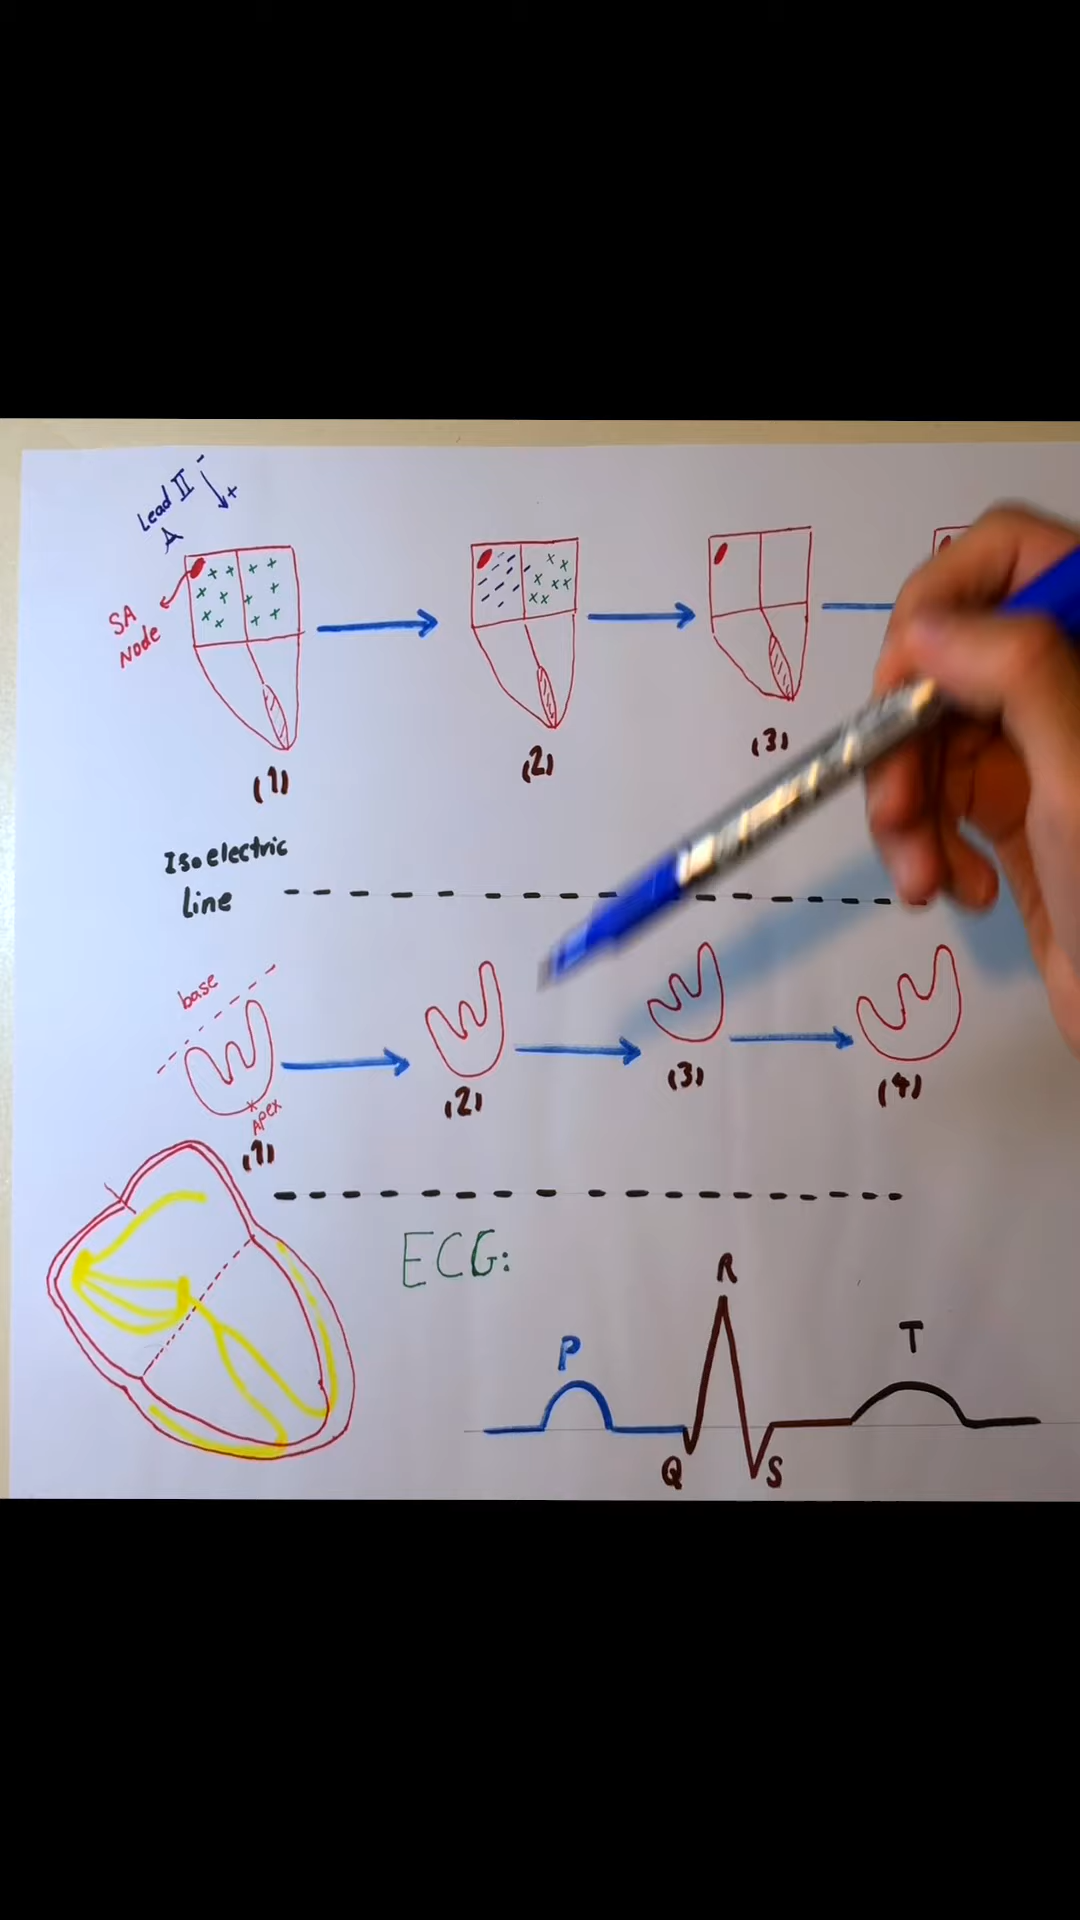 Lead II
-
+
SA
Node
(1)
(2)
(3)
Isoelectric
Line
base
Apex
(1)
(2)
(3)
(4)
ECG:
P
R
T
Q
S